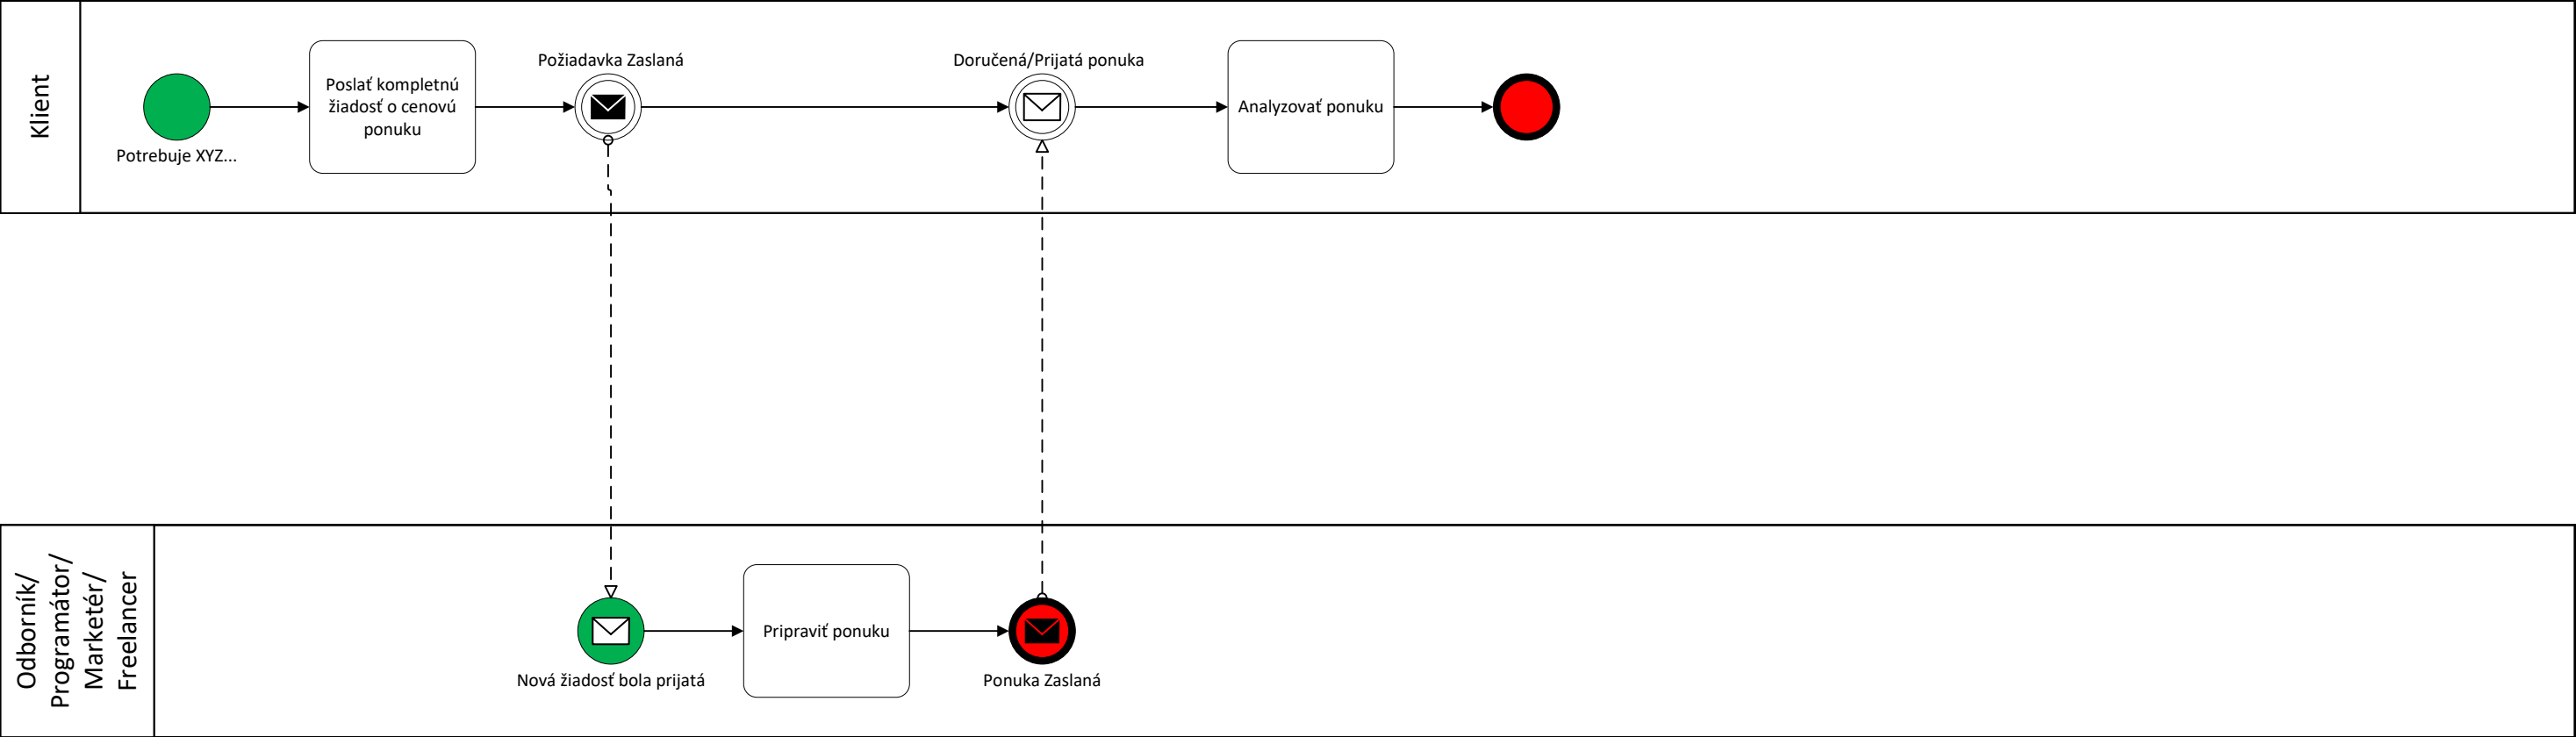 Klient
Potrebuje XYZ...
Poslať kompletnú
žiadosť o cenovú
ponuku
Požiadavka Zaslaná
Doručená/Prijatá ponuka
Analyzovať ponuku
Odborník/
Programátor/
Marketér/
Freelancer
Nová žiadosť bola prijatá
Pripraviť ponuku
Ponuka Zaslaná